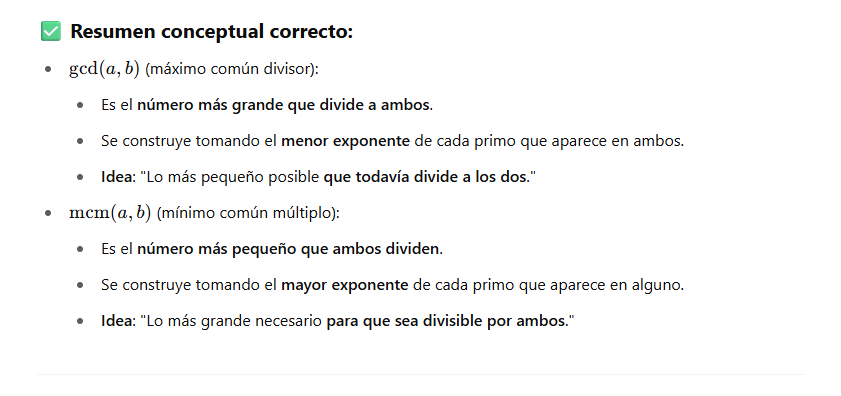 ✅ Resumen conceptual correcto:
• gcd(a, b) (máximo común divisor):
• Es el número más grande que divide a ambos.
• Se construye tomando el menor exponente de cada primo que aparece en ambos.
• Idea: "Lo más pequeño posible que todavía divide a los dos."
• mcm(a, b) (mínimo común múltiplo):
• Es el número más pequeño que ambos dividen.
• Se construye tomando el mayor exponente de cada primo que aparece en alguno.
• Idea: "Lo más grande necesario para que sea divisible por ambos."